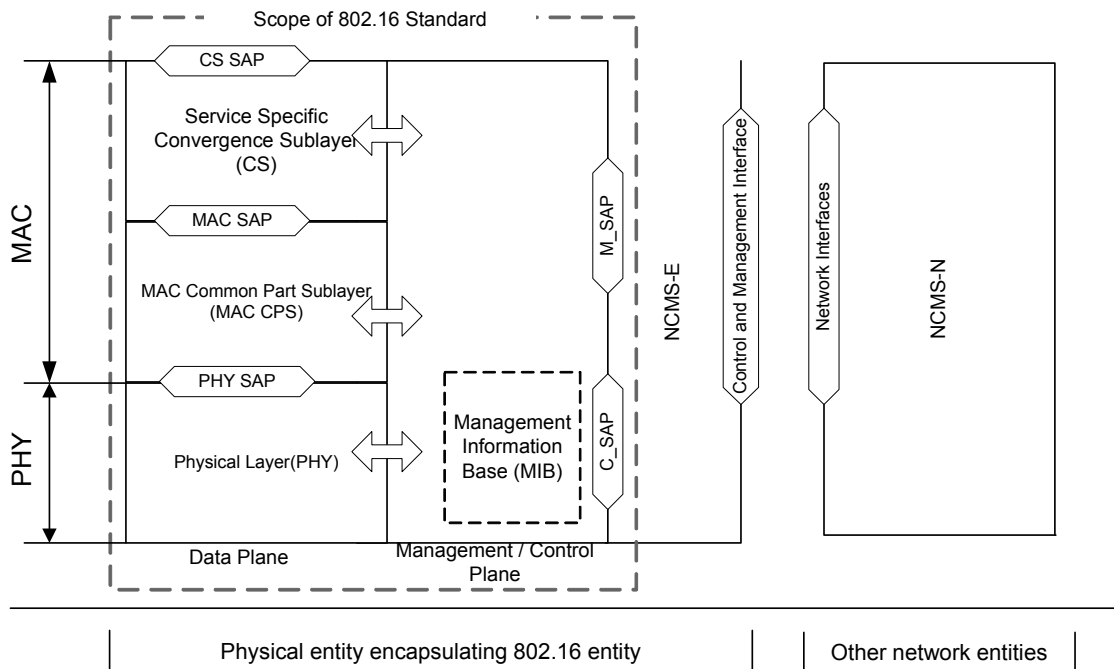 Scope of 802.16 Standard
CS SAP
Service Specific
Convergence Sublayer
(CS)
MAC SAP
MAC
MAC Common Part Sublayer
(MAC CPS)
PHY SAP
PHY
Physical Layer(PHY)
Data Plane
Management
Information
Base (MIB)
Management / Control
Plane
M_SAP
C_SAP
NCMS-E
Control and Management Interface
Network Interfaces
NCMS-N
Physical entity encapsulating 802.16 entity
Other network entities